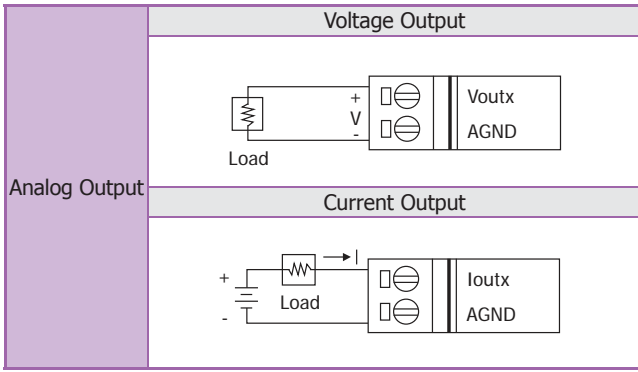 Analog Output
Voltage Output
+
V
-
Load
Voutx
AGND
Current Output
+
-
Load
I
Ioutx
AGND